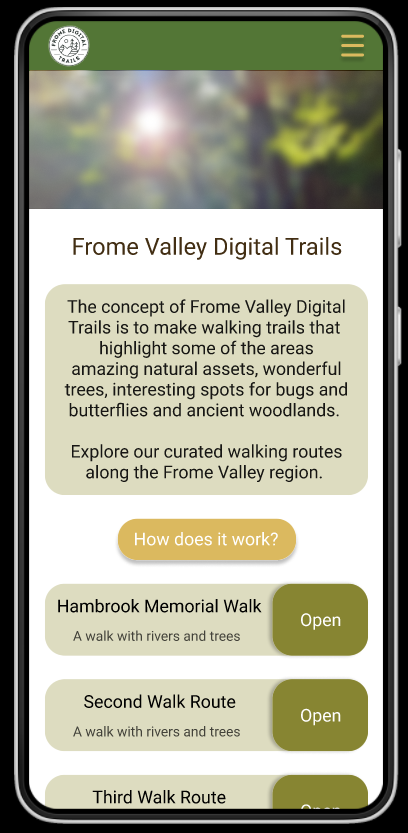 FROME DIGITAL
TRAILS
Frome Valley Digital Trails
The concept of Frome Valley Digital
Trails is to make walking trails that
highlight some of the areas
amazing natural assets, wonderful
trees, interesting spots for bugs and
butterflies and ancient woodlands.
Explore our curated walking routes
along the Frome Valley region.
How does it work?
Hambrook Memorial Walk
A walk with rivers and trees
Open
Second Walk Route
A walk with rivers and trees
Open
Third Walk Route
Open